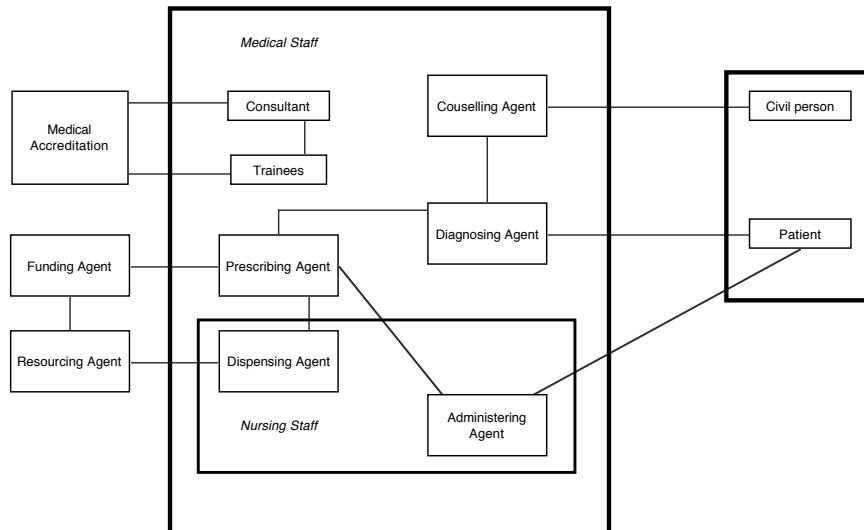 Medical Staff
Consultant
Couselling Agent
Civil person
Medical
Accreditation
Trainees
Diagnosing Agent
Patient
Funding Agent
Prescribing Agent
Resourcing Agent
Dispensing Agent
Administering
Agent
Nursing Staff